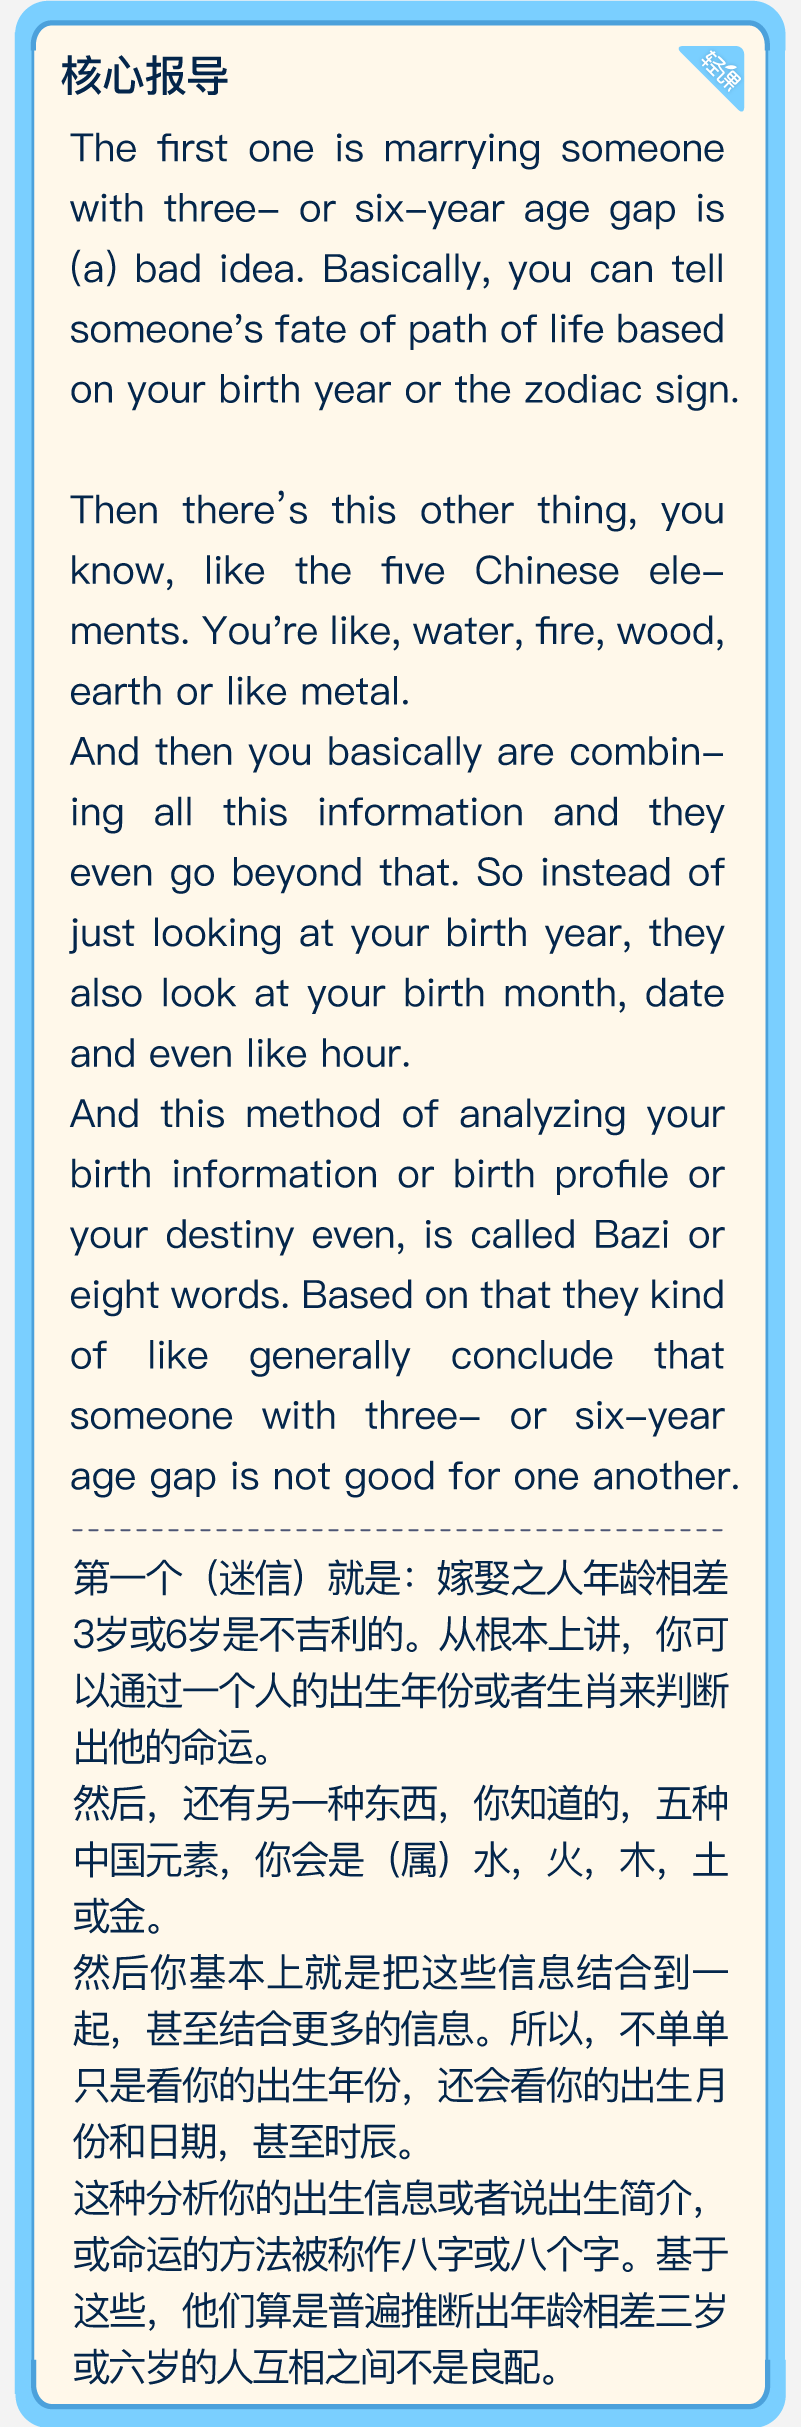 核心报导
轻课
The first one is marrying someone
with three- or six-year age gap is
(a) bad idea. Basically, you can tell
someone's fate of path of life based
on your birth year or the zodiac sign.
Then there's this other thing, you
know, like the five Chinese ele-
ments. You're like, water, fire, wood,
earth or like metal.
And then you basically are combin-
ing all this information and they
even go beyond that. So instead of
just looking at your birth year, they
also look at your birth month, date
and even like hour.
And this method of analyzing your
birth information or birth profile or
your destiny even, is called Bazi or
eight words. Based on that they kind
of like generally conclude that
someone with three- or six-year
age gap is not good for one another.
第一个（迷信）就是：嫁娶之人年龄相差
3岁或6岁是不吉利的。从根本上讲，你可
以通过一个人的出生年份或者生肖来判断
出他的命运。
然后，还有另一种东西，你知道的，五种
中国元素，你会是（属）水，火，木，土
或金。
然后你基本上就是把这些信息结合到一
起，甚至结合更多的信息。所以，不单单
只是看你的出生年份，还会看你的出生月
份和日期，甚至时辰。
这种分析你的出生信息或者说出生简介，
或命运的方法被称作八字或八个字。基于
这些，他们算是普遍推断出年龄相差三岁
或六岁的人互相之间不是良配。